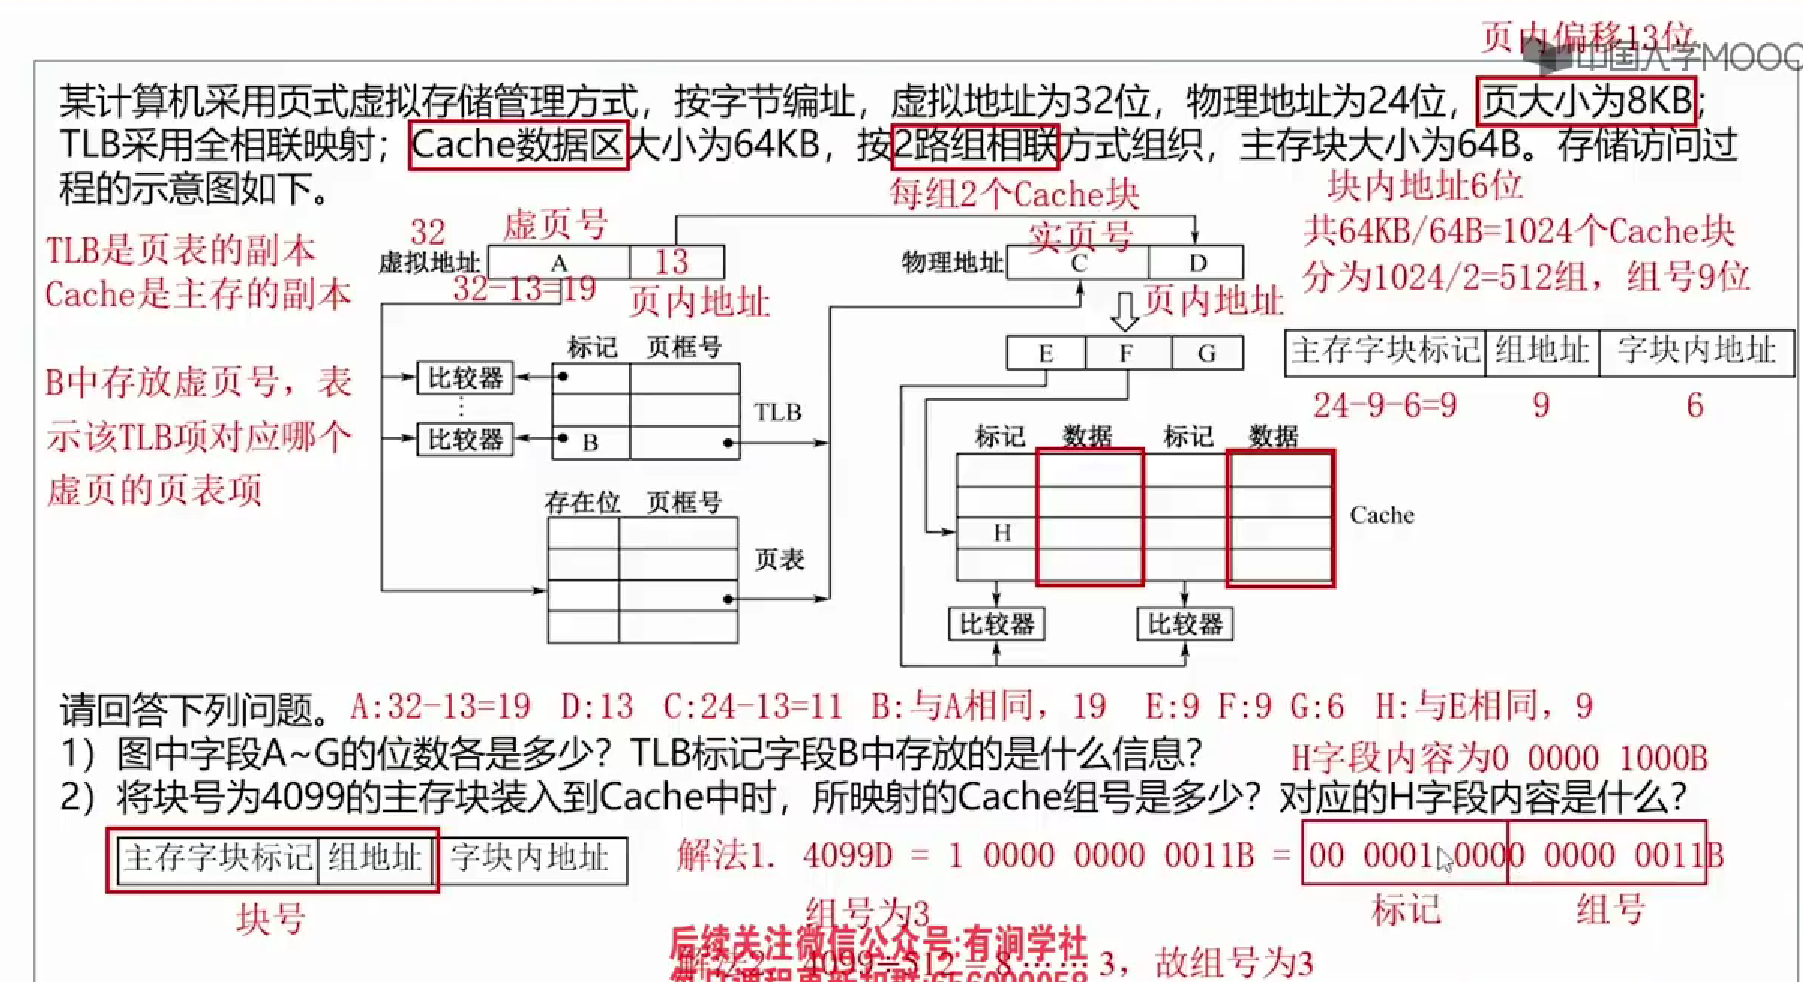 页内偏移13位
中国大学MOOC
某计算机采用页式虚拟存储管理方式，按字节编址，虚拟地址为32位，物理地址为24位，页大小为8KB；
TLB采用全相联映射；Cache数据区大小为64KB，按2路组相联方式组织，主存块大小为64B。存储访问过
程的示意图如下。
每组2个Cache块
块内地址6位
共64KB/64B=1024个Cache块
分为1024/2=512组，组号9位
TLB是页表的副本
Cache是主存的副本
32
虚页号
虚拟地址 A 13
32-13=19
页内地址
实页号
物理地址 C D
页内地址
E F G
主存字块标记 组地址 字块内地址
24-9-6=9 9 6
B中存放虚页号，表
示该TLB项对应哪个
虚页的页表项
标记 页框号
比较器
⋮
比较器
B
TLB
存在位 页框号
页表
标记 数据 标记 数据
H
Cache
比较器 比较器
请回答下列问题。 A:32-13=19 D:13 C:24-13=11 B:与A相同，19 E:9 F:9 G:6 H:与E相同，9
1）图中字段A~G的位数各是多少？TLB标记字段B中存放的是什么信息？
H字段内容为0 0000 1000B
2）将块号为4099的主存块装入到Cache中时，所映射的Cache组号是多少？对应的H字段内容是什么？
主存字块标记 组地址 字块内地址
块号
解法1. 4099D = 1 0000 0000 0011B = 00 0001 0000 0000 0011B
标记 组号
组号为3
后续关注微信公众号:有涧学社
4099÷512=8……3，故组号为3